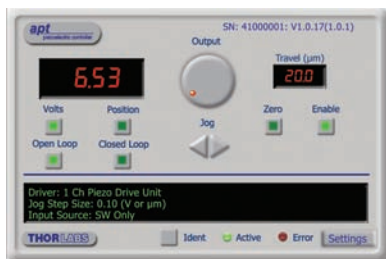 apt
piezoelectric controller
SN: 41000001: V1.0.17(1.0.1)
Output
Travel (µm)
6.53
20.0
Volts
Position
Zero
Enable
Jog
Open Loop
Closed Loop
Driver: 1 Ch Piezo Drive Unit
Jog Step Size: 0.10 (V or µm)
Input Source: SW Only
THORLABS
Ident
Active
Error
Settings